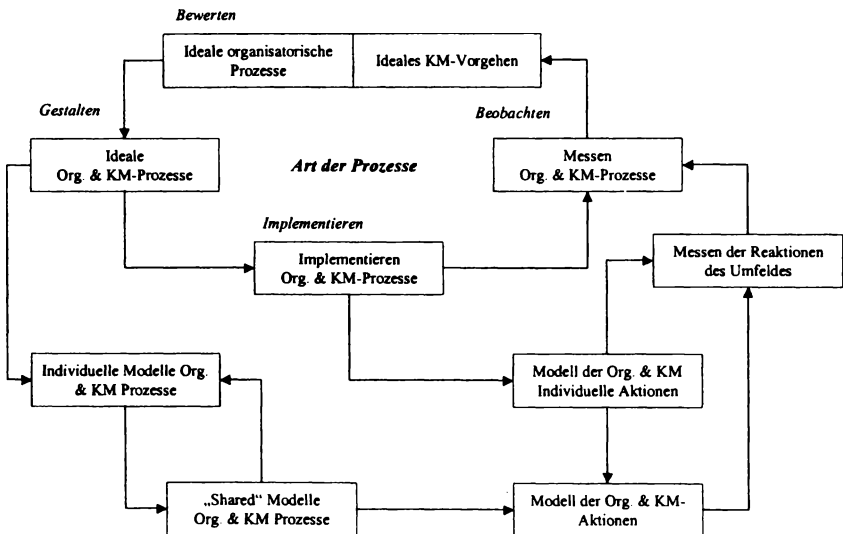 Bewerten
Ideale organisatorische
Prozesse
Ideales KM-Vorgehen
Gestalten
Beobachten
Ideale
Org. & KM-Prozesse
Art der Prozesse
Messen
Org. & KM-Prozesse
Implementieren
Implementieren
Org. & KM-Prozesse
Messen der Reaktionen
des Umfeldes
Individuelle Modelle Org.
& KM Prozesse
Modell der Org. & KM
Individuelle Aktionen
„Shared“ Modelle
Org. & KM Prozesse
Modell der Org. & KM-
Aktionen